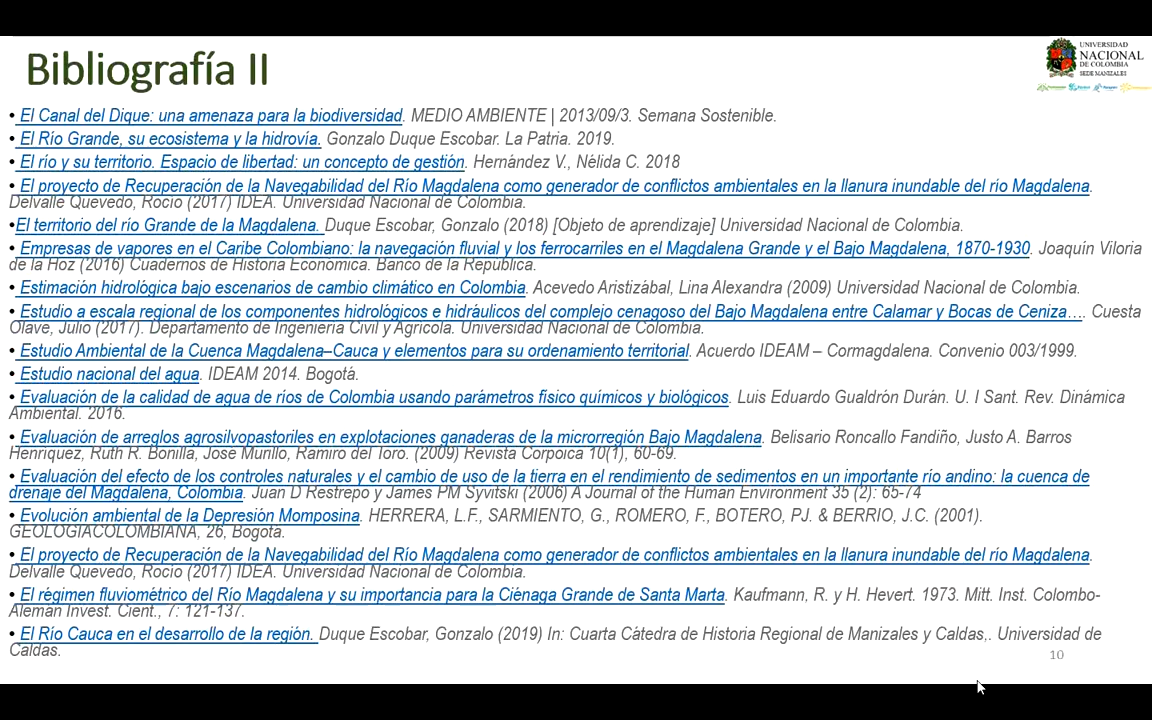 Bibliografía II
UNIVERSIDAD
NACIONAL
DE COLOMBIA
SEDE MANIZALES
• El Canal del Dique: una amenaza para la biodiversidad. MEDIO AMBIENTE | 2013/09/3. Semana Sostenible.
• El Río Grande, su ecosistema y la hidrovía. Gonzalo Duque Escobar. La Patria. 2019.
• El río y su territorio. Espacio de libertad: un concepto de gestión. Hernández V., Nélida C. 2018
• El proyecto de Recuperación de la Navegabilidad del Río Magdalena como generador de conflictos ambientales en la llanura inundable del río Magdalena.
Delvalle Quevedo, Rocío (2017) IDEA. Universidad Nacional de Colombia.
•El territorio del río Grande de la Magdalena. Duque Escobar, Gonzalo (2018) [Objeto de aprendizaje] Universidad Nacional de Colombia.
• Empresas de vapores en el Caribe Colombiano: la navegación fluvial y los ferrocarriles en el Magdalena Grande y el Bajo Magdalena, 1870-1930. Joaquín Viloria
de la Hoz (2016) Cuadernos de Historia Económica. Banco de la República.
• Estimación hidrológica bajo escenarios de cambio climático en Colombia. Acevedo Aristizábal, Lina Alexandra (2009) Universidad Nacional de Colombia.
• Estudio a escala regional de los componentes hidrológicos e hidráulicos del complejo cenagoso del Bajo Magdalena entre Calamar y Bocas de Ceniza…. Cuesta
Olave, Julio (2017). Departamento de Ingeniería Civil y Agrícola. Universidad Nacional de Colombia.
• Estudio Ambiental de la Cuenca Magdalena–Cauca y elementos para su ordenamiento territorial. Acuerdo IDEAM – Cormagdalena. Convenio 003/1999.
• Estudio nacional del agua. IDEAM 2014. Bogotá.
• Evaluación de la calidad de agua de ríos de Colombia usando parámetros físico químicos y biológicos. Luis Eduardo Gualdrón Durán. U. I Sant. Rev. Dinámica
Ambiental. 2016.
• Evaluación de arreglos agrosilvopastoriles en explotaciones ganaderas de la microrregión Bajo Magdalena. Belisario Roncallo Fandiño, Justo A. Barros
Henríquez, Ruth R. Bonilla, José Murillo, Ramiro del Toro. (2009) Revista Corpoica 10(1), 60-69.
• Evaluación del efecto de los controles naturales y el cambio de uso de la tierra en el rendimiento de sedimentos en un importante río andino: la cuenca de
drenaje del Magdalena, Colombia. Juan D Restrepo y James PM Syvitski (2006) A Journal of the Human Environment 35 (2): 65-74
• Evolución ambiental de la Depresión Momposina. HERRERA, L.F., SARMIENTO, G., ROMERO, F., BOTERO, PJ. & BERRIO, J.C. (2001).
GEOLOGIACOLOMBIANA, 26, Bogotá.
• El proyecto de Recuperación de la Navegabilidad del Río Magdalena como generador de conflictos ambientales en la llanura inundable del río Magdalena.
Delvalle Quevedo, Rocío (2017) IDEA. Universidad Nacional de Colombia.
• El régimen fluviométrico del Río Magdalena y su importancia para la Ciénaga Grande de Santa Marta. Kaufmann, R. y H. Hevert. 1973. Mitt. Inst. Colombo-
Alemán Invest. Cient., 7: 121-137.
• El Río Cauca en el desarrollo de la región. Duque Escobar, Gonzalo (2019) In: Cuarta Cátedra de Historia Regional de Manizales y Caldas,. Universidad de
Caldas.
10